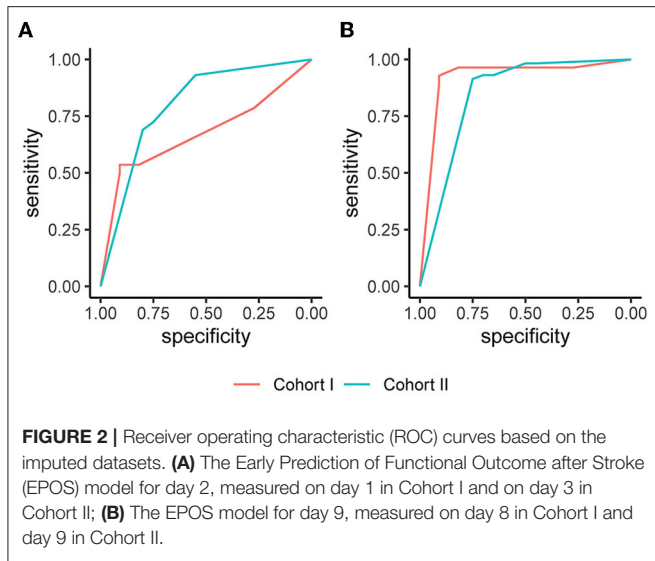 A
B
1.00
0.75
0.50
0.25
0.00
sensitivity
1.00 0.75 0.50 0.25 0.00
specificity
1.00
0.75
0.50
0.25
0.00
sensitivity
1.00 0.75 0.50 0.25 0.00
specificity
Cohort I Cohort II
FIGURE 2 | Receiver operating characteristic (ROC) curves based on the
imputed datasets. (A) The Early Prediction of Functional Outcome after Stroke
(EPOS) model for day 2, measured on day 1 in Cohort I and on day 3 in
Cohort II; (B) The EPOS model for day 9, measured on day 8 in Cohort I and
day 9 in Cohort II.